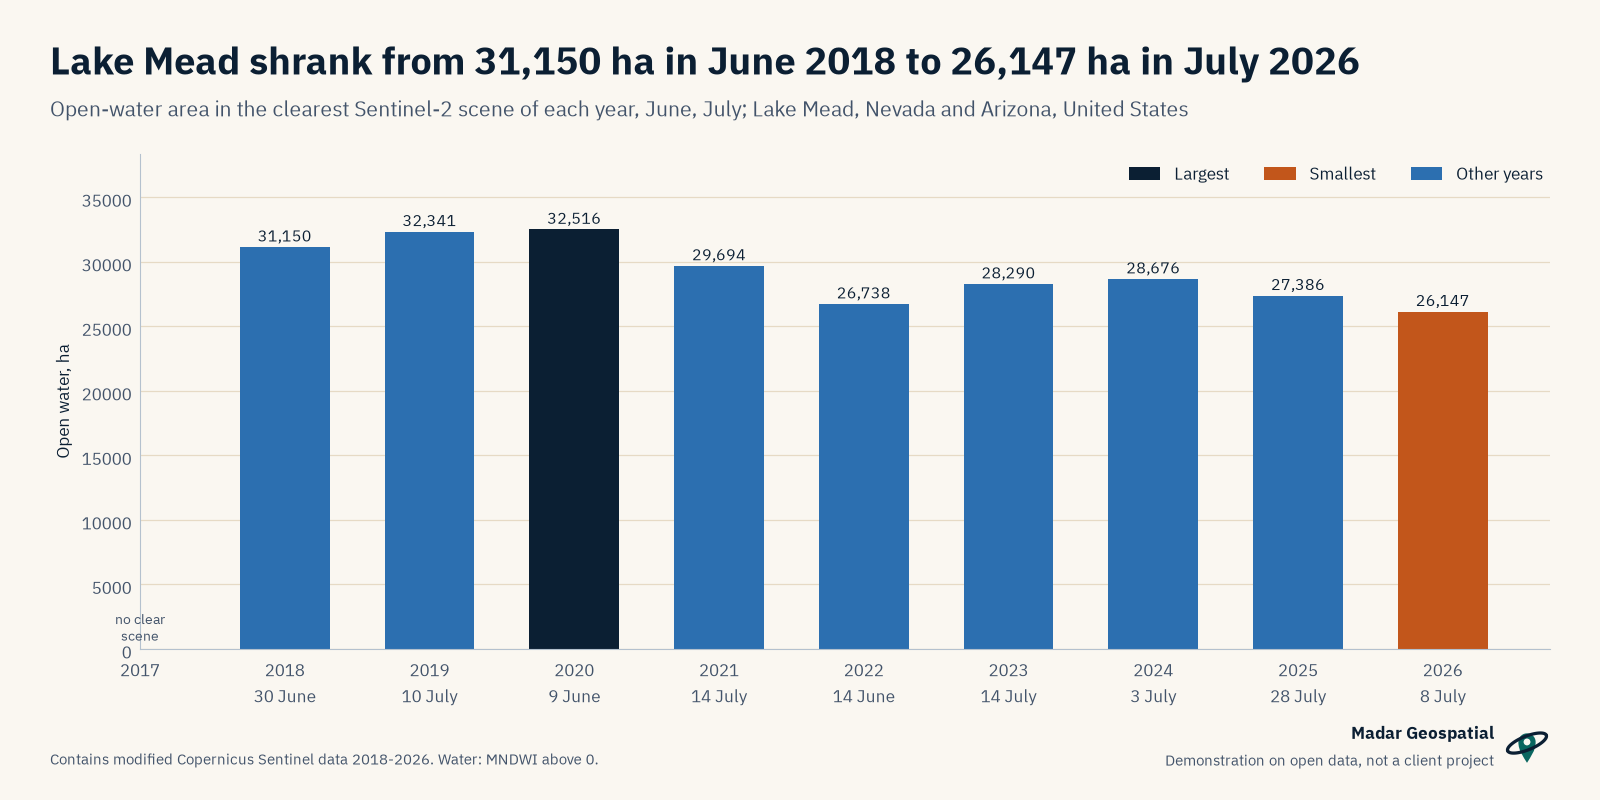 Lake Mead shrank from 31,150 ha in June 2018 to 26,147 ha in July 2026
Open-water area in the clearest Sentinel-2 scene of each year, June, July; Lake Mead, Nevada and Arizona, United States
Largest Smallest Other years
Open water, ha
35000
30000
25000
20000
15000
10000
5000
0
31,150
32,341
32,516
29,694
26,738
28,290
28,676
27,386
26,147
no clear
scene
2017 2018 2019 2020 2021 2022 2023 2024 2025 2026
30 June 10 July 9 June 14 July 14 June 14 July 3 July 28 July 8 July
Madar Geospatial
Contains modified Copernicus Sentinel data 2018-2026. Water: MNDWI above 0.
Demonstration on open data, not a client project